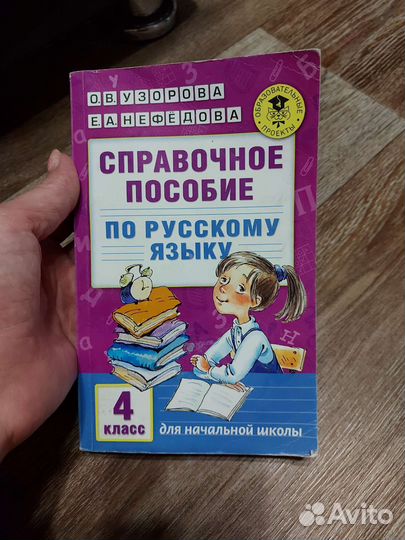 О.В. УЗОРОВА
Е.А. НЕФЁДОВА
ОБРАЗОВАТЕЛЬНЫЕ
ПРОЕКТЫ
СПРАВОЧНОЕ
ПОСОБИЕ
ПО РУССКОМУ
ЯЗЫКУ
4
КЛАСС
для начальной школы
Avito